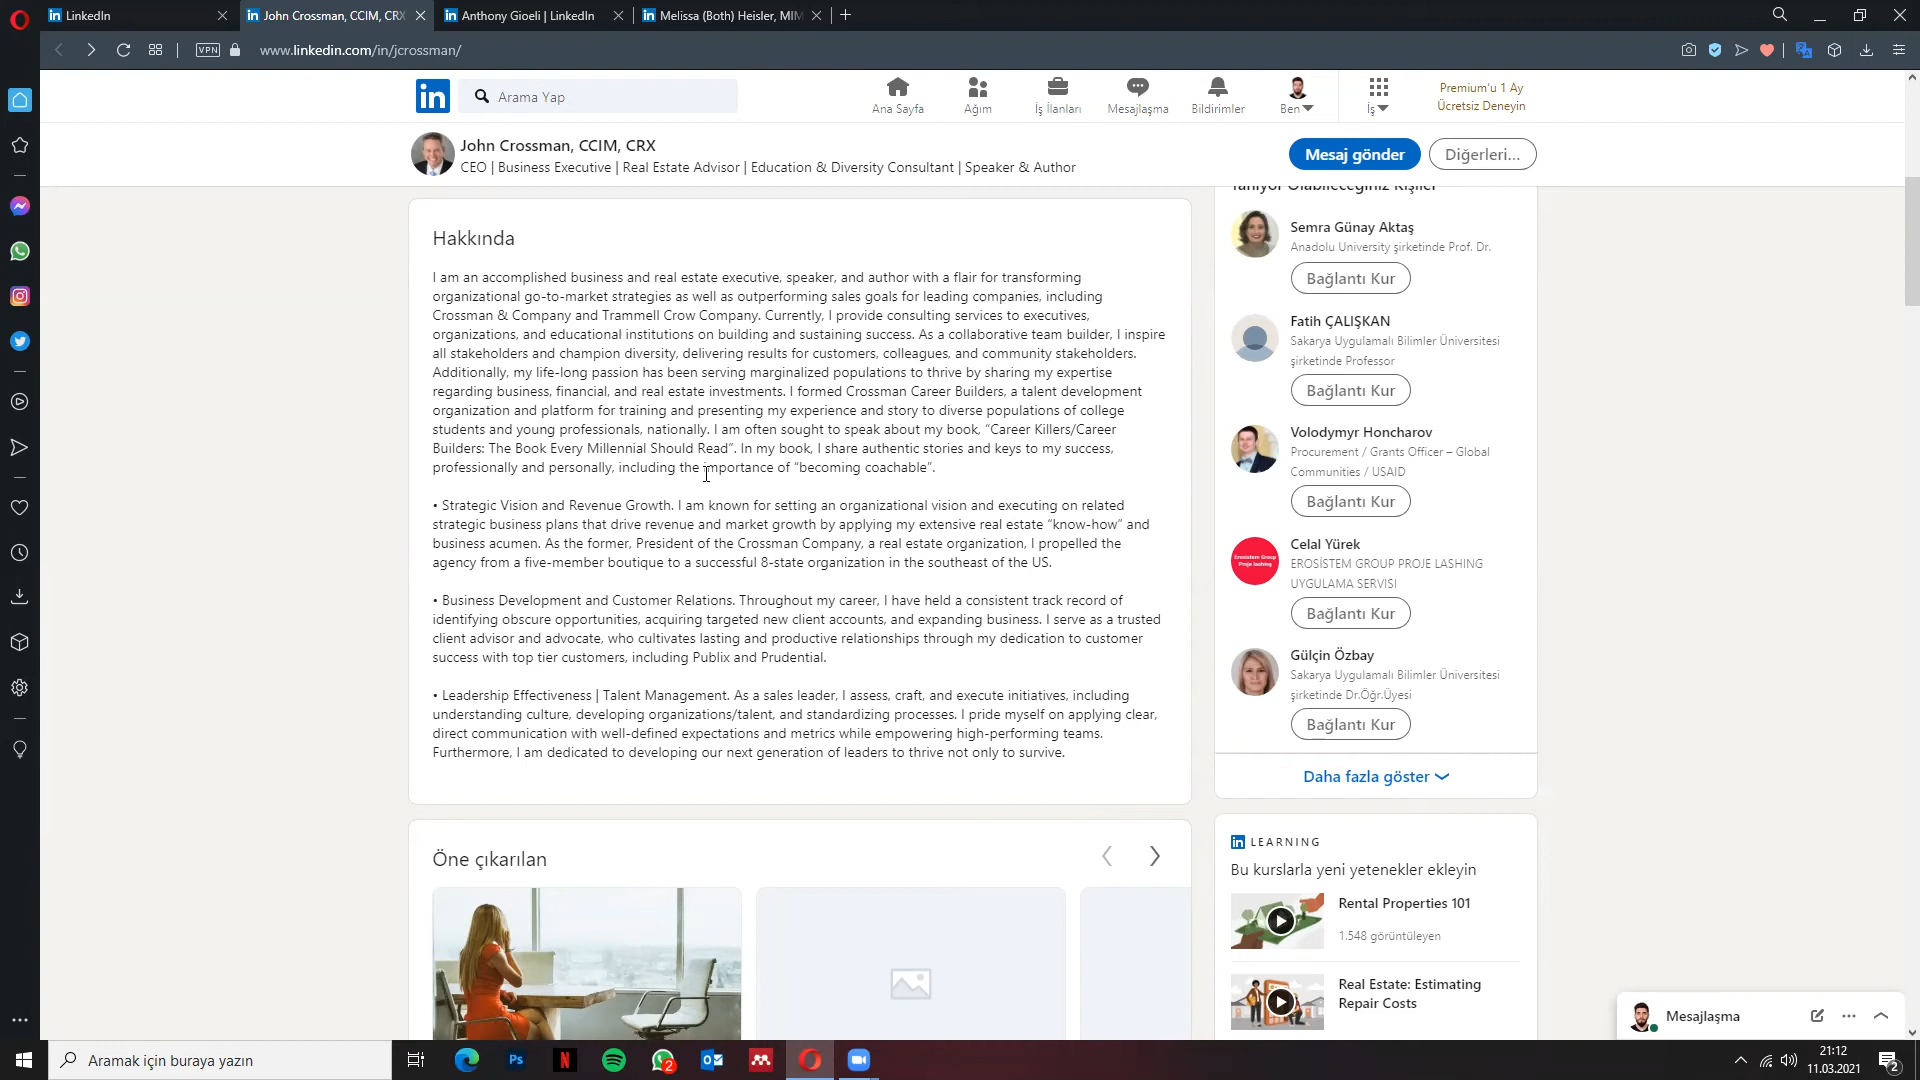 LinkedIn
John Crossman, CCIM, CRX
Anthony Gioeli | LinkedIn
Melissa (Both) Heisler, MIM
VPN
www.linkedin.com/in/jcrossman/
in
Arama Yap
Ana Sayfa
Ağım
İş İlanları
Mesajlaşma
Bildirimler
Ben
İş
Premium'u 1 Ay
Ücretsiz Deneyin
John Crossman, CCIM, CRX
CEO | Business Executive | Real Estate Advisor | Education & Diversity Consultant | Speaker & Author
Mesaj gönder
Diğerleri...
Hakkında
I am an accomplished business and real estate executive, speaker, and author with a flair for transforming
organizational go-to-market strategies as well as outperforming sales goals for leading companies, including
Crossman & Company and Trammell Crow Company. Currently, I provide consulting services to executives,
organizations, and educational institutions on building and sustaining success. As a collaborative team builder, I inspire
all stakeholders and champion diversity, delivering results for customers, colleagues, and community stakeholders.
Additionally, my life-long passion has been serving marginalized populations to thrive by sharing my expertise
regarding business, financial, and real estate investments. I formed Crossman Career Builders, a talent development
organization and platform for training and presenting my experience and story to diverse populations of college
students and young professionals, nationally. I am often sought to speak about my book, “Career Killers/Career
Builders: The Book Every Millennial Should Read”. In my book, I share authentic stories and keys to my success,
professionally and personally, including the importance of “becoming coachable”.
• Strategic Vision and Revenue Growth. I am known for setting an organizational vision and executing on related
strategic business plans that drive revenue and market growth by applying my extensive real estate “know-how” and
business acumen. As the former, President of the Crossman Company, a real estate organization, I propelled the
agency from a five-member boutique to a successful 8-state organization in the southeast of the US.
• Business Development and Customer Relations. Throughout my career, I have held a consistent track record of
identifying obscure opportunities, acquiring targeted new client accounts, and expanding business. I serve as a trusted
client advisor and advocate, who cultivates lasting and productive relationships through my dedication to customer
success with top tier customers, including Publix and Prudential.
• Leadership Effectiveness | Talent Management. As a sales leader, I assess, craft, and execute initiatives, including
understanding culture, developing organizations/talent, and standardizing processes. I pride myself on applying clear,
direct communication with well-defined expectations and metrics while empowering high-performing teams.
Furthermore, I am dedicated to developing our next generation of leaders to thrive not only to survive.
Öne çıkarılan
Tanıyor Olabileceğiniz Kişiler
Semra Günay Aktaş
Anadolu University şirketinde Prof. Dr.
Bağlantı Kur
Fatih ÇALIŞKAN
Sakarya Uygulamalı Bilimler Üniversitesi
şirketinde Professor
Bağlantı Kur
Volodymyr Honcharov
Procurement / Grants Officer – Global
Communities / USAID
Bağlantı Kur
Erosistem Group
Proje lashing
Celal Yürek
EROSİSTEM GROUP PROJE LASHING
UYGULAMA SERVISI
Bağlantı Kur
Gülçin Özbay
Sakarya Uygulamalı Bilimler Üniversitesi
şirketinde Dr.Öğr.Üyesi
Bağlantı Kur
Daha fazla göster
in LEARNING
Bu kurslarla yeni yetenekler ekleyin
Rental Properties 101
1.548 görüntüleyen
Real Estate: Estimating
Repair Costs
Mesajlaşma
Aramak için buraya yazın
Ps
N
2
21:12
11.03.2021
2